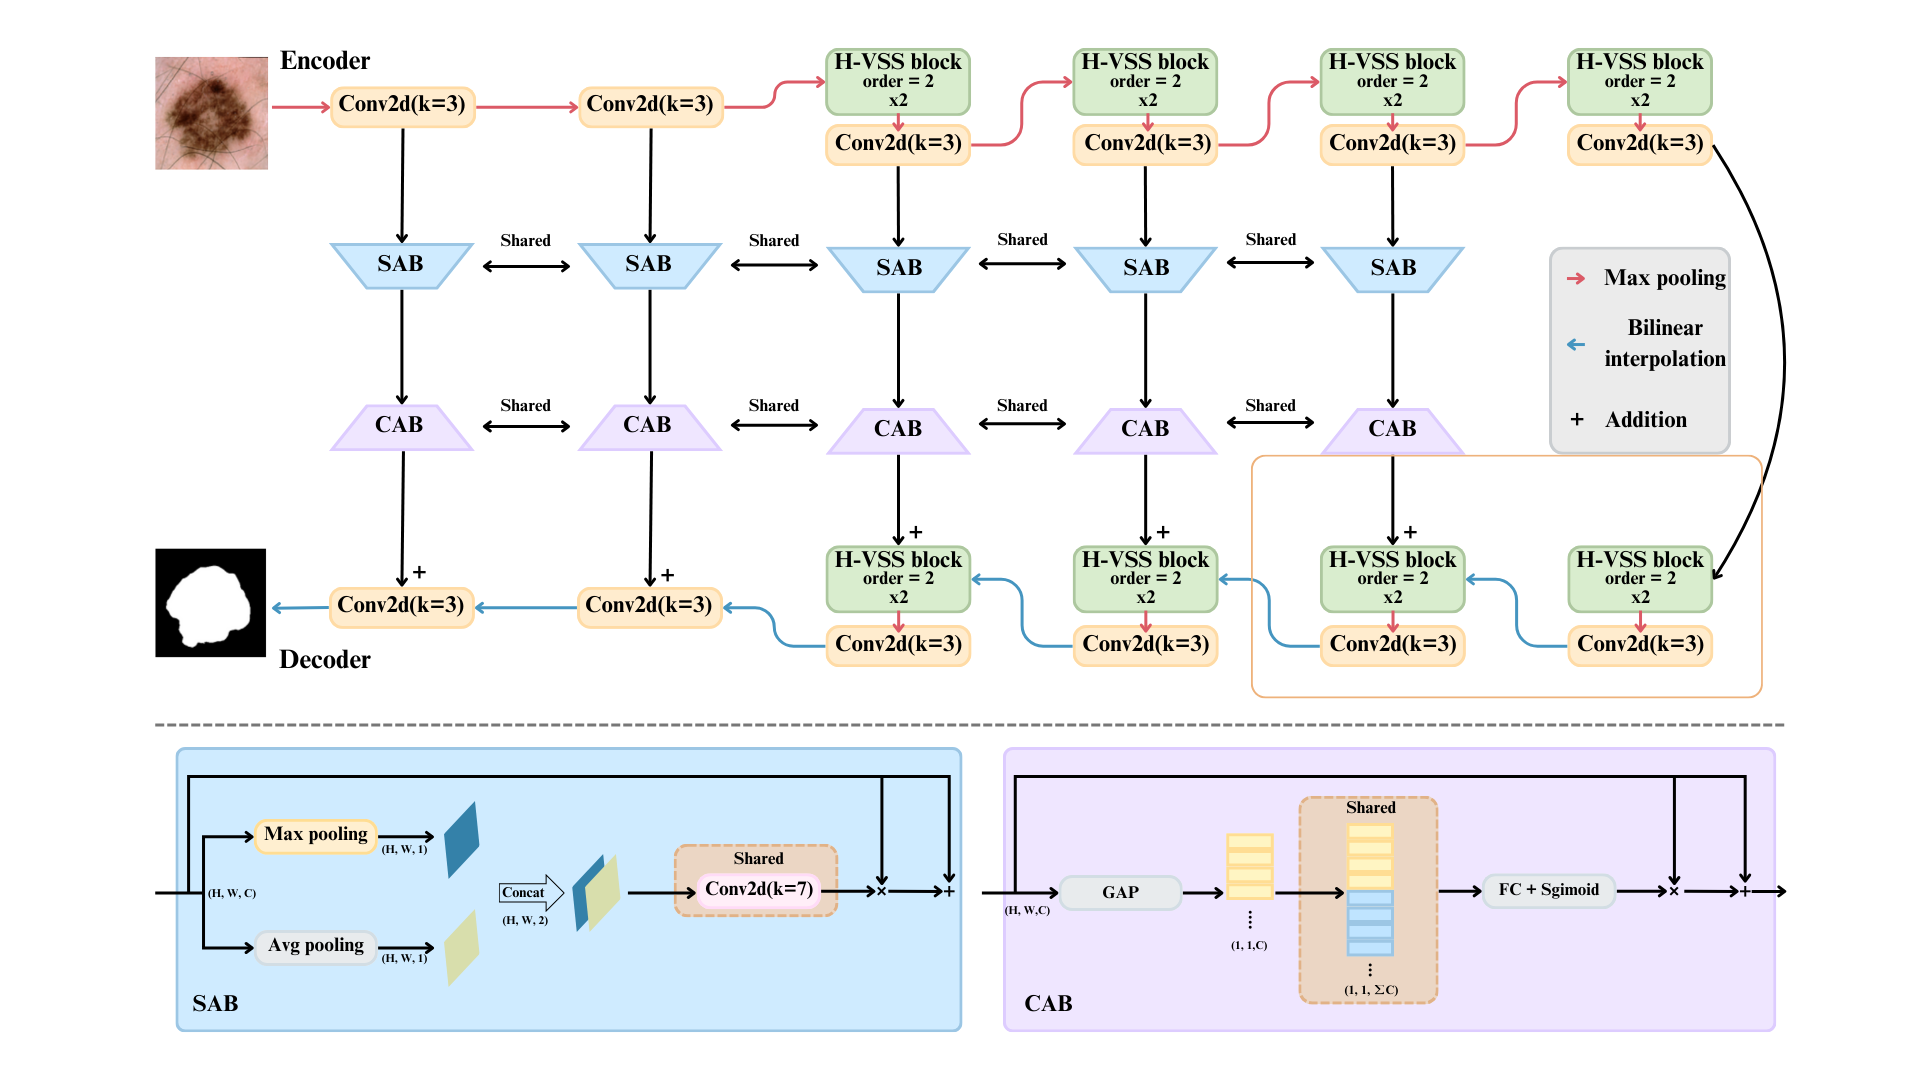 Encoder
Conv2d(k=3)
Conv2d(k=3)
H-VSS block
order = 2
x2
Conv2d(k=3)
H-VSS block
order = 2
x2
Conv2d(k=3)
H-VSS block
order = 2
x2
Conv2d(k=3)
H-VSS block
order = 2
x2
Conv2d(k=3)
SAB
Shared
SAB
Shared
SAB
Shared
SAB
Shared
SAB
Max pooling
Bilinear
interpolation
+ Addition
CAB
Shared
CAB
Shared
CAB
Shared
CAB
Shared
CAB
+
Conv2d(k=3)
+
Conv2d(k=3)
+
H-VSS block
order = 2
x2
Conv2d(k=3)
+
H-VSS block
order = 2
x2
Conv2d(k=3)
+
H-VSS block
order = 2
x2
Conv2d(k=3)
H-VSS block
order = 2
x2
Conv2d(k=3)
Decoder
(H, W, C)
Max pooling
(H, W, 1)
Avg pooling
(H, W, 1)
Concat
(H, W, 2)
Shared
Conv2d(k=7)
×
+
SAB
(H, W,C)
GAP
(1, 1,C)
Shared
(1, 1, ΣC)
FC + Sgimoid
×
+
CAB